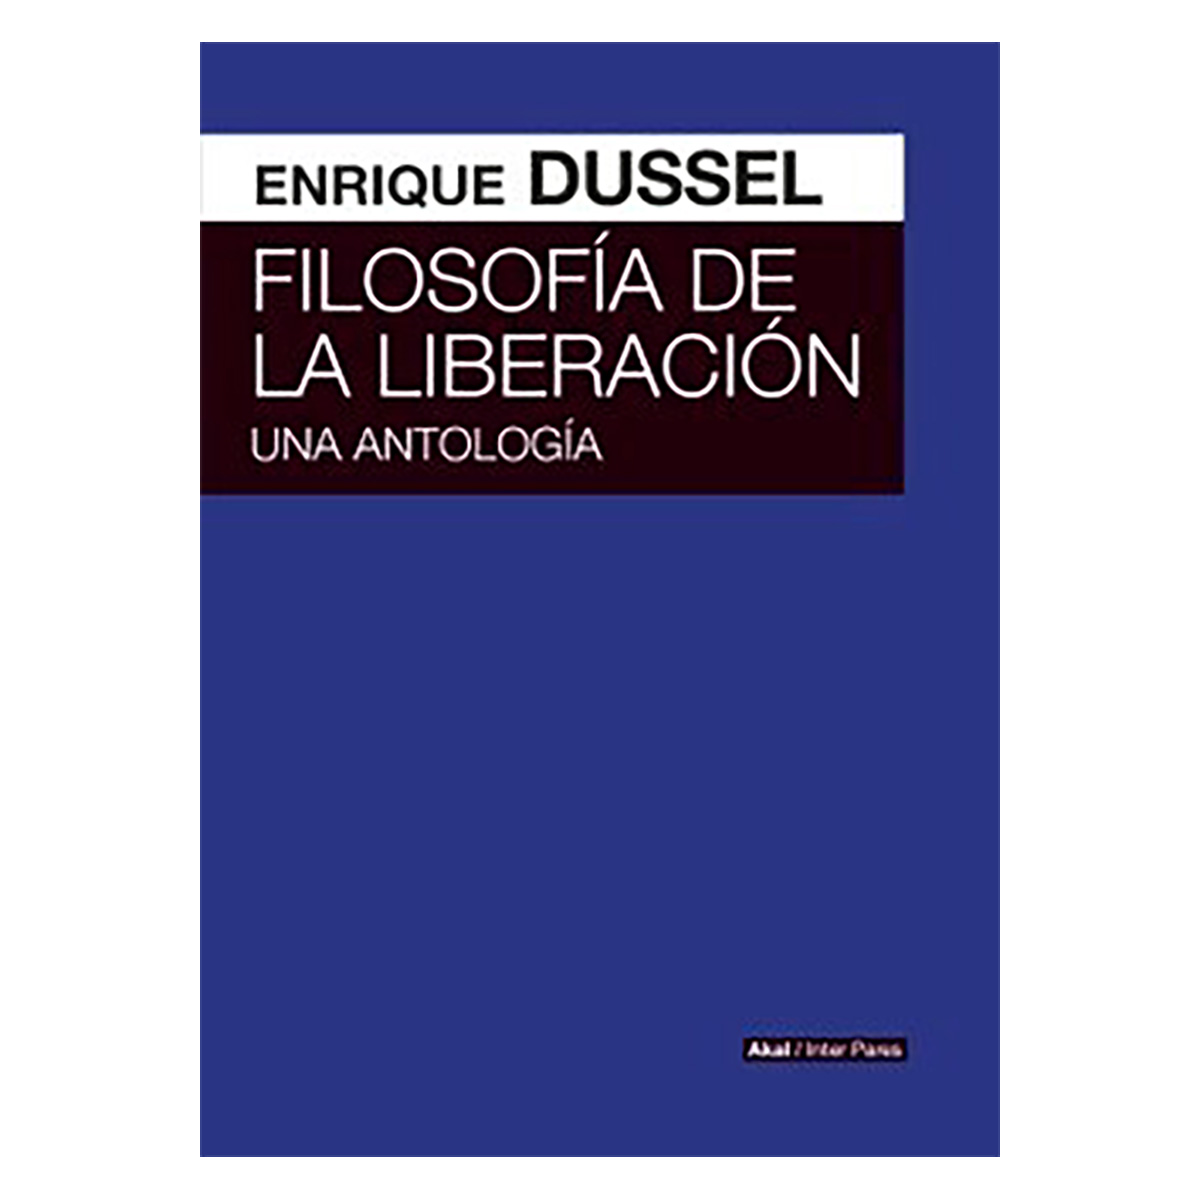 ENRIQUE DUSSEL
FILOSOFÍA DE
LA LIBERACIÓN
UNA ANTOLOGÍA
Akal / Inter Pares